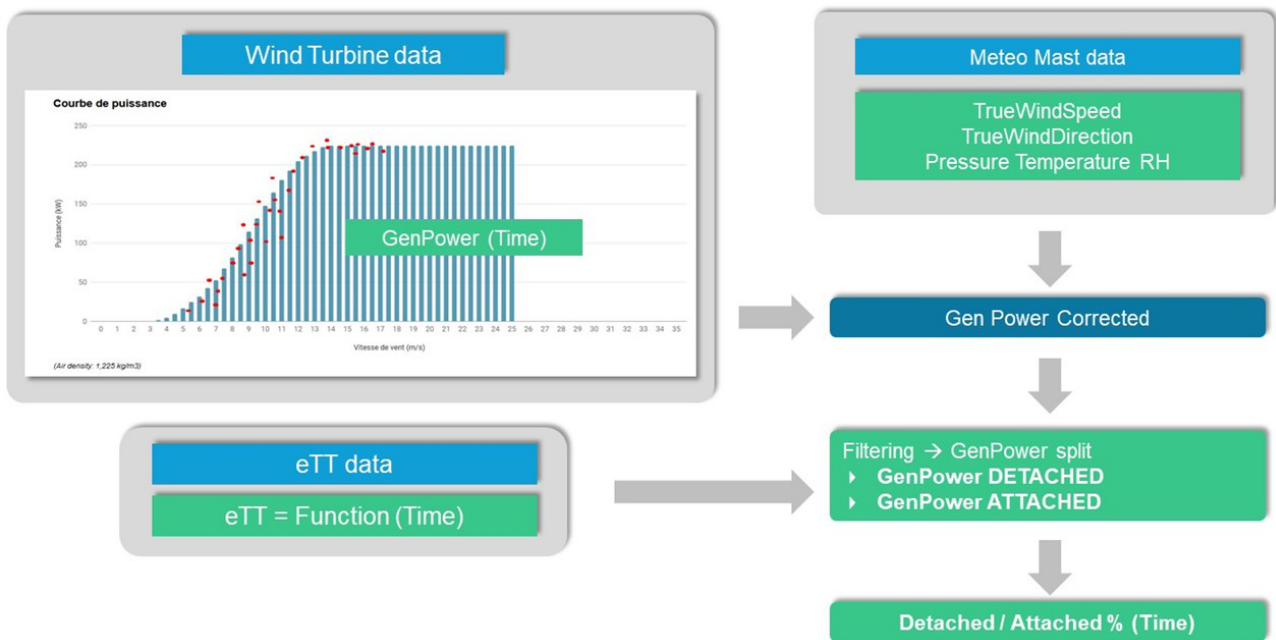 Wind Turbine data
Courbe de puissance
250
200
150
100
50
0
Puissance (kW)
0 1 2 3 4 5 6 7 8 9 10 11 12 13 14 15 16 17 18 19 20 21 22 23 24 25 26 27 28 29 30 31 32 33 34 35
Vitesse de vent (m/s)
(Air density: 1,225 kg/m3)
GenPower (Time)
Meteo Mast data
TrueWindSpeed
TrueWindDirection
Pressure Temperature RH
Gen Power Corrected
eTT data
eTT = Function (Time)
Filtering → GenPower split
GenPower DETACHED
GenPower ATTACHED
Detached / Attached % (Time)